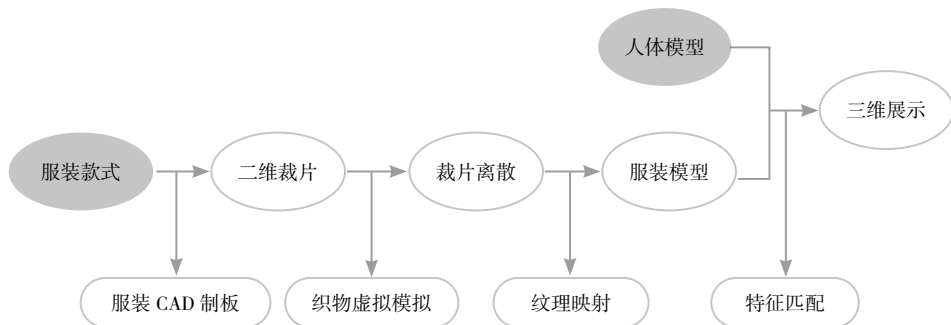 人体模型
三维展示
服装款式
二维裁片
裁片离散
服装模型
服装 CAD 制板
织物虚拟模拟
纹理映射
特征匹配